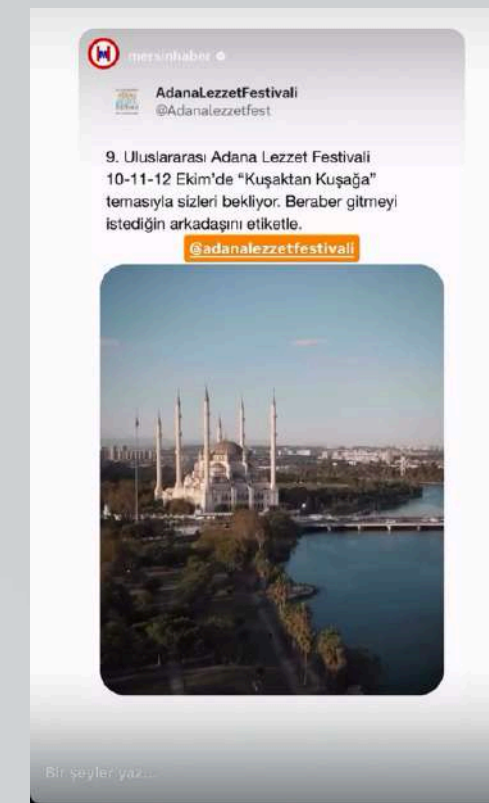 mersinhaber
AdanaLezzetFestivali
@Adanalezzetfest
9. Uluslararası Adana Lezzet Festivali
10-11-12 Ekim'de “Kuşaktan Kuşağa”
temasıyla sizleri bekliyor. Beraber gitmeyi
istediğin arkadaşını etiketle.
@adanalezzetfestivali
Bir şeyler yaz...